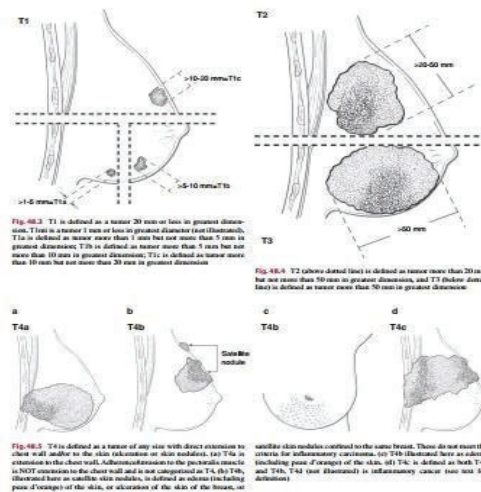 T1
>10-20 mm=T1c
>1-5 mm=T1a
>5-10 mm=T1b
Fig. 48.3 T1 is defined as a tumor 20 mm or less in greatest dimen-
sion. T1mi is a tumor 1 mm or less in greatest diameter (not illustrated).
T1a is defined as tumor more than 1 mm but not more than 5 mm in
greatest dimension; T1b is defined as tumor more than 5 mm but not
more than 10 mm in greatest dimension; T1c is defined as tumor more
than 10 mm but not more than 20 mm in greatest dimension
T2
>20-50 mm
>50 mm
T3
Fig. 48.4 T2 (above dotted line) is defined as tumor more than 20 mm
but not more than 50 mm in greatest dimension, and T3 (below dotted
line) is defined as tumor more than 50 mm in greatest dimension
a
T4a
b
T4b
Satellite
nodule
c
T4b
d
T4c
Fig. 48.5 T4 is defined as a tumor of any size with direct extension to
chest wall and/or to the skin (ulceration or skin nodules). (a) T4a is
extension to the chest wall. Adherence/invasion to the pectoralis muscle
is NOT extension to the chest wall and is not categorized as T4. (b) T4b,
illustrated here as satellite skin nodules, is defined as edema (including
peau d'orange) of the skin, or ulceration of the skin of the breast, or
satellite skin nodules confined to the same breast. These do not meet the
criteria for inflammatory carcinoma. (c) T4b illustrated here as edema
(including peau d'orange) of the skin. (d) T4c is defined as both T4a
and T4b. T4d (not illustrated) is inflammatory cancer (see text for
definition)